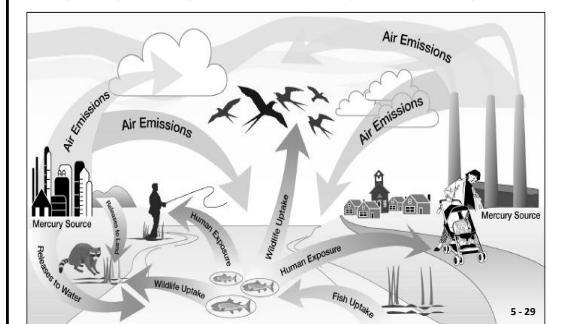 Air Emissions
Air Emissions
Air Emissions
Air Emissions
Mercury Source
Mercury Source
Releases to Land
Releases to Water
Human Exposure
Wildlife Uptake
Human Exposure
Wildlife Uptake
Fish Uptake
5 - 29